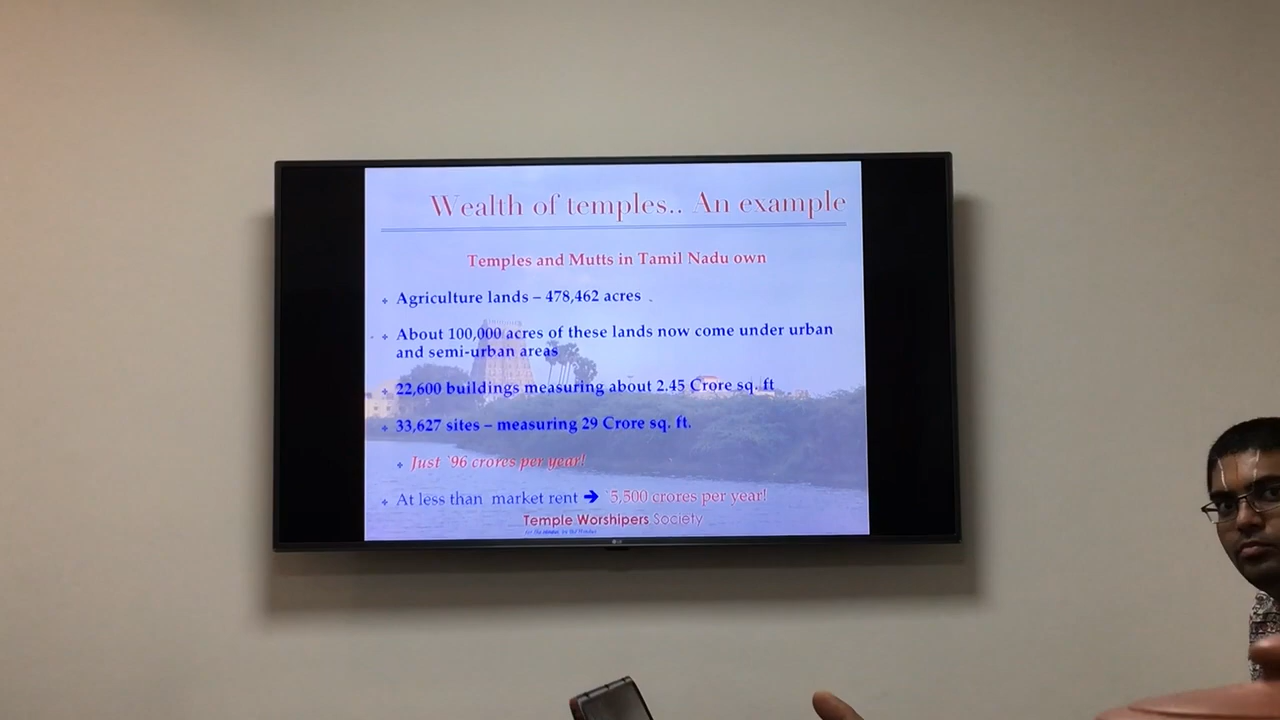 Wealth of temples.. An example
Temples and Mutts in Tamil Nadu own
Agriculture lands – 478,462 acres
About 100,000 acres of these lands now come under urban
and semi-urban areas
22,600 buildings measuring about 2.45 Crore sq. ft
33,627 sites – measuring 29 Crore sq. ft.
Just `96 crores per year!
At less than market rent ➔ `5,500 crores per year!
Temple Worshipers Society
LG